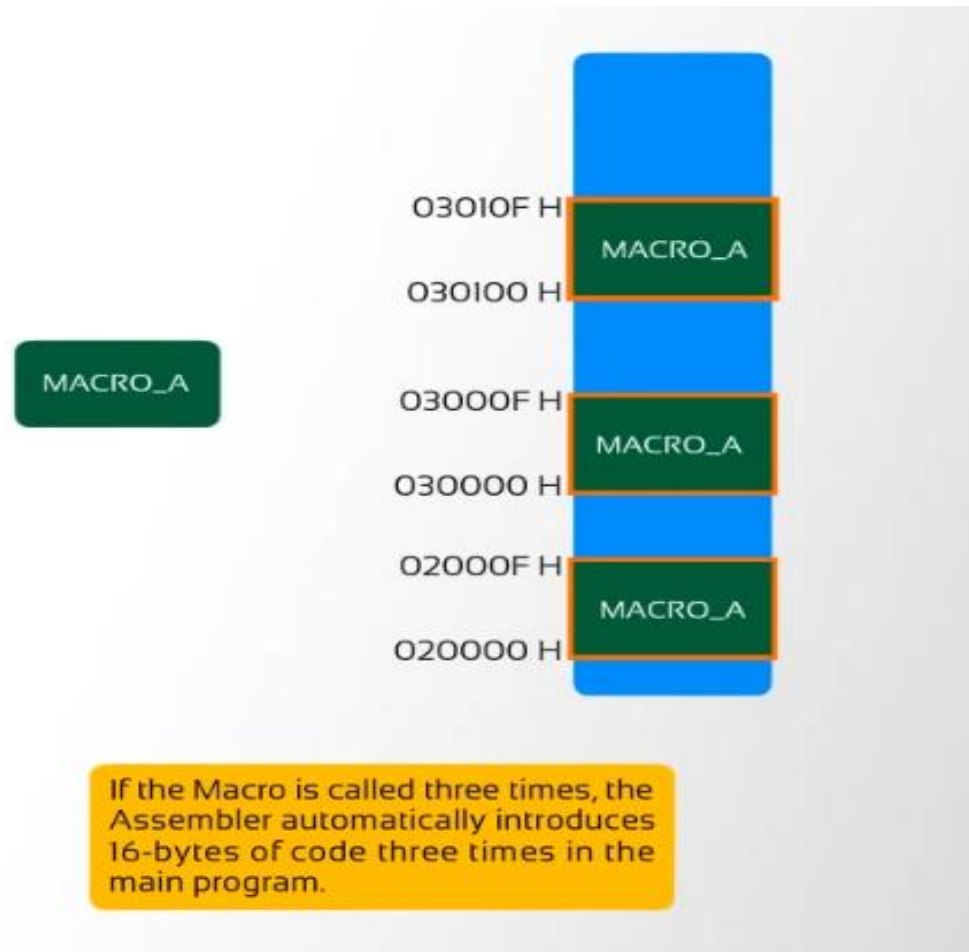 03010F H
MACRO_A
030100 H
MACRO_A
03000F H
MACRO_A
030000 H
02000F H
MACRO_A
020000 H
If the Macro is called three times, the
Assembler automatically introduces
16-bytes of code three times in the
main program.